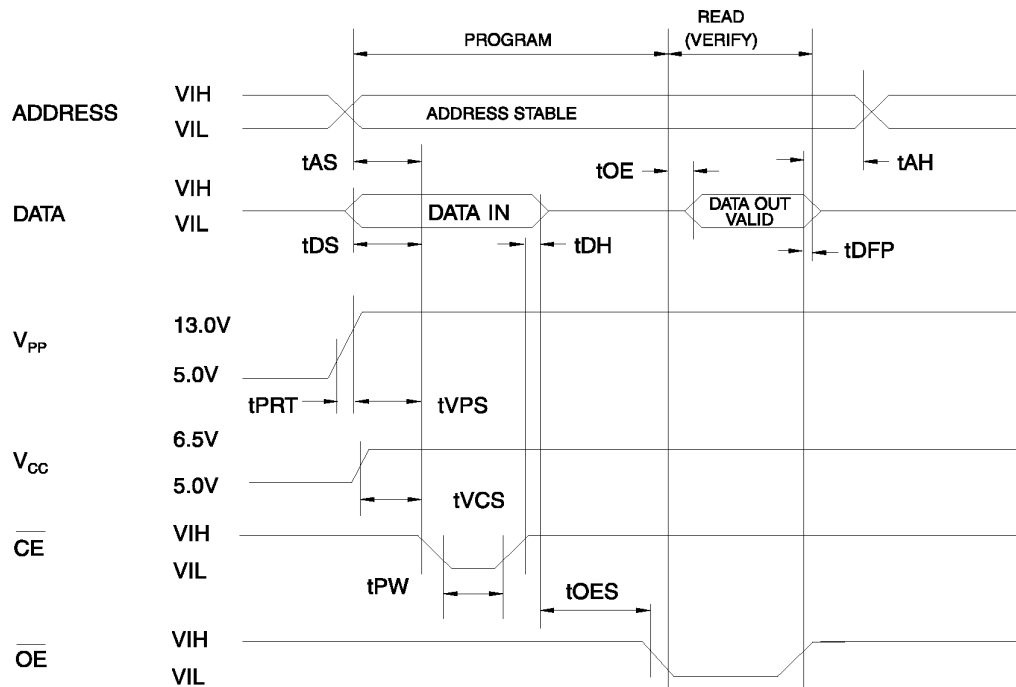 READ
PROGRAM (VERIFY)
VIH
ADDRESS ADDRESS STABLE
VIL
tAS tOE tAH
VIH
DATA DATA IN DATA OUT
VIL VALID
tDS tDH tDFP
13.0V
VPP
5.0V
tPRT tVPS
6.5V
VCC
5.0V
tVCS
VIH
CE
VIL
tPW tOES
VIH
OE
VIL